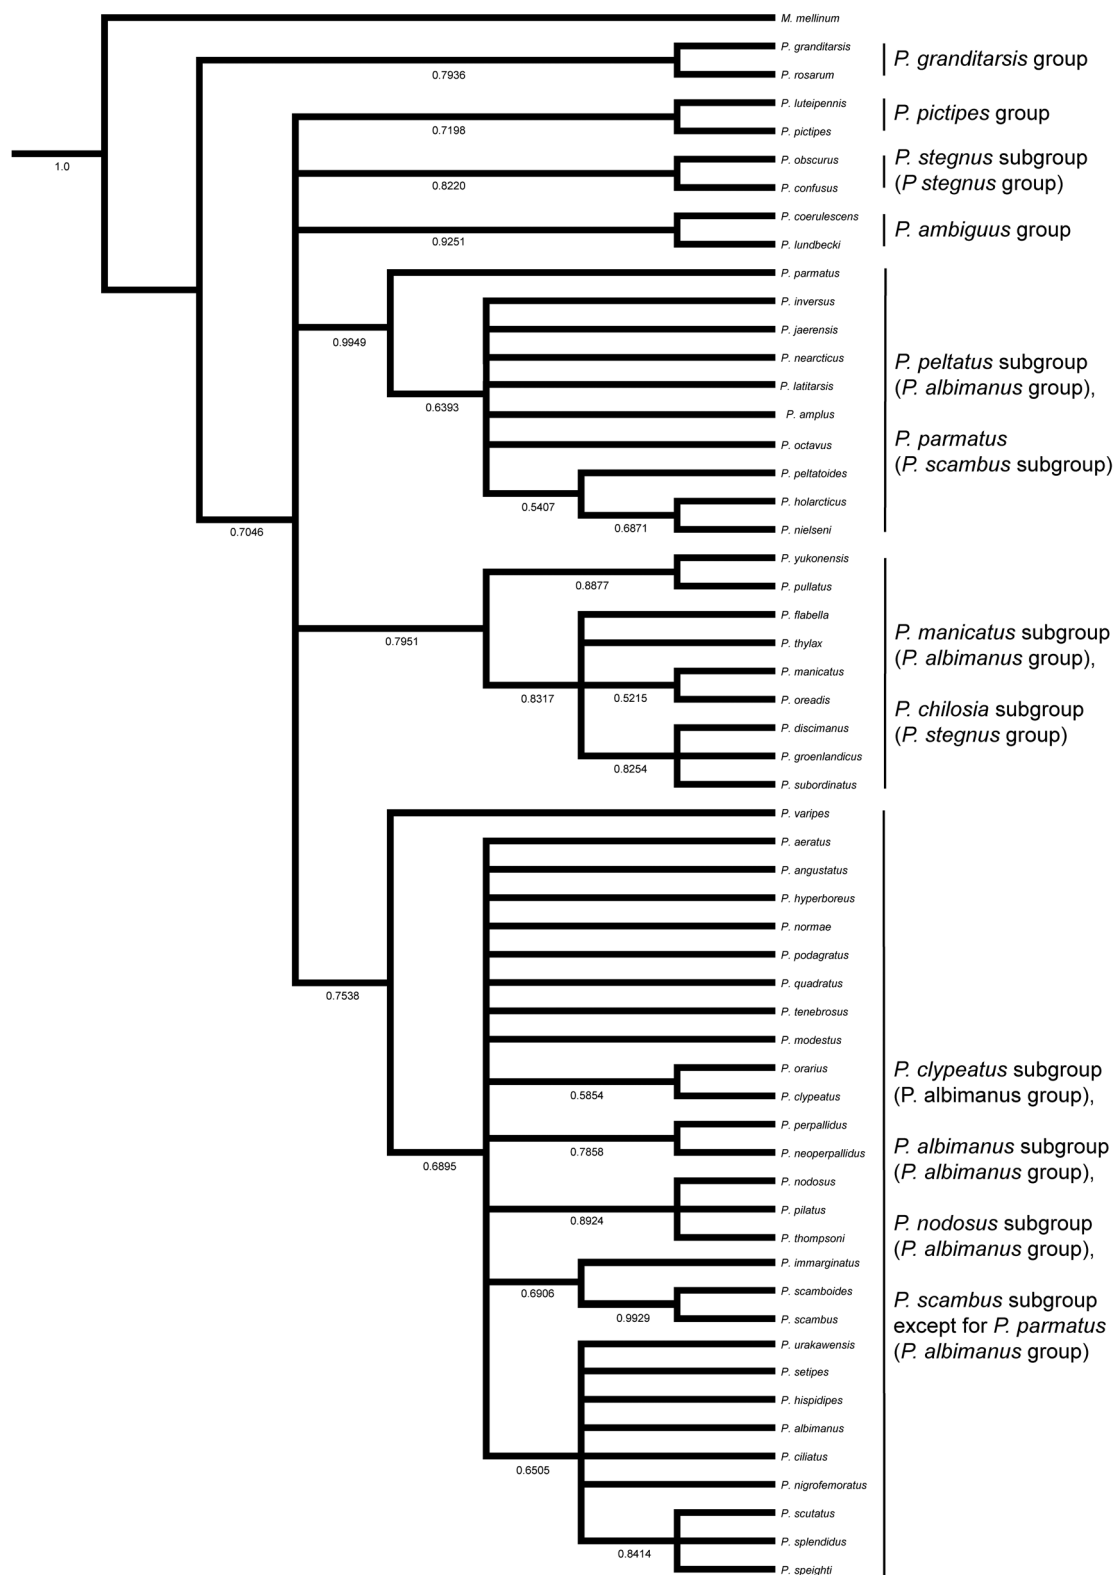 M. mellinum
P. granditarsis
P. rosarum
0.7936
P. granditarsis group
P. luteipennis
P. pictipes
0.7198
P. pictipes group
1.0
P. obscurus
P. confusus
0.8220
P. stegnus subgroup
(P stegnus group)
P. coerulescens
P. lundbecki
0.9251
P. ambiguus group
P. parmatus
P. inversus
P. jaerensis
0.9949
P. nearcticus
P. latitarsis
0.6393
P. amplus
P. octavus
P. peltatoides
P. holarcticus
0.5407
P. nielseni
0.6871
0.7046
P. peltatus subgroup
(P. albimanus group),
P. parmatus
(P. scambus subgroup)
P. yukonensis
P. pullatus
0.8877
P. flabella
P. thylax
0.7951
P. manicatus
P. oreadis
0.8317
0.5215
P. discimanus
P. groenlandicus
0.8254
P. subordinatus
P. manicatus subgroup
(P. albimanus group),
P. chilosia subgroup
(P. stegnus group)
P. varipes
P. aeratus
P. angustatus
P. hyperboreus
P. normae
P. podagratus
P. quadratus
0.7538
P. tenebrosus
P. modestus
P. orarius
P. clypeatus
0.5854
P. perpallidus
P. neoperpallidus
0.7858
0.6895
P. nodosus
P. pilatus
0.8924
P. thompsoni
P. immarginatus
P. scamboides
0.6906
P. scambus
0.9929
P. urakawensis
P. setipes
P. hispidipes
P. albimanus
P. ciliatus
0.6505
P. nigrofemoratus
P. scutatus
P. splendidus
0.8414
P. speighti
P. clypeatus subgroup
(P. albimanus group),
P. albimanus subgroup
(P. albimanus group),
P. nodosus subgroup
(P. albimanus group),
P. scambus subgroup
except for P. parmatus
(P. albimanus group)